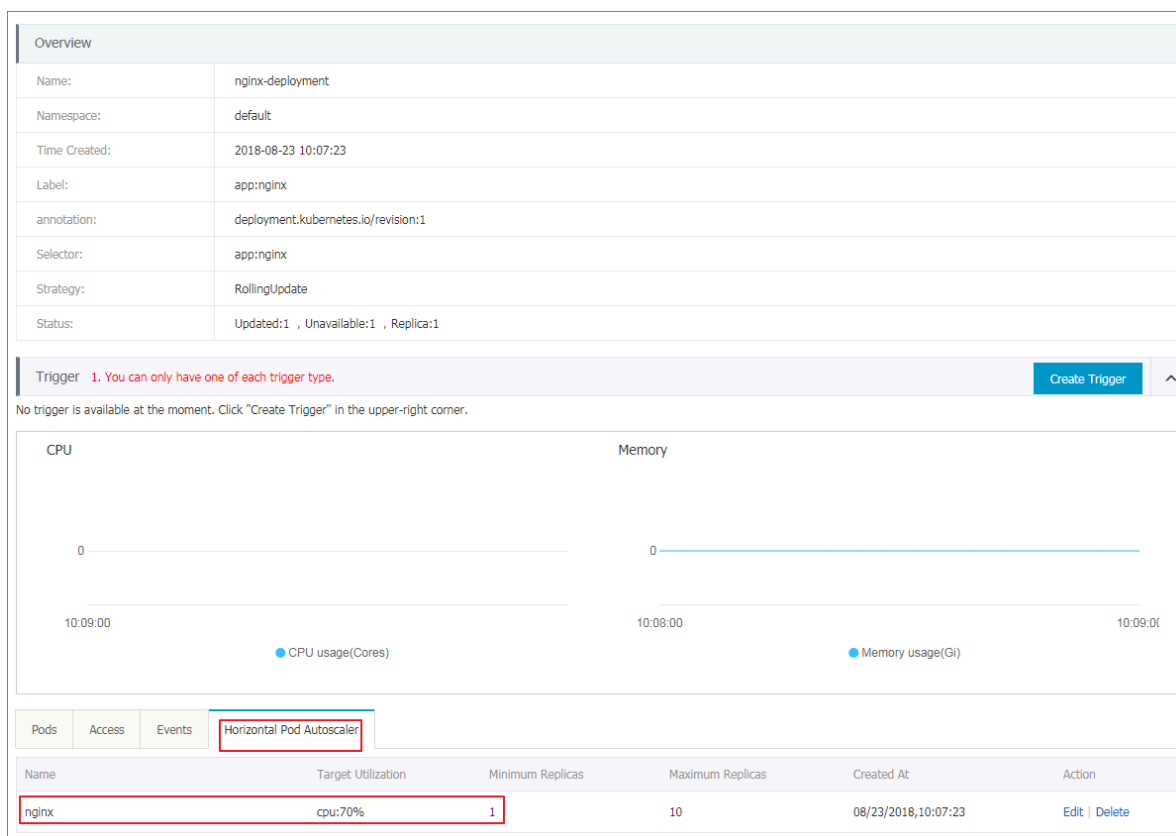 Overview
Name: nginx-deployment
Namespace: default
Time Created: 2018-08-23 10:07:23
Label: app:nginx
annotation: deployment.kubernetes.io/revision:1
Selector: app:nginx
Strategy: RollingUpdate
Status: Updated:1 , Unavailable:1 , Replica:1
Trigger 1. You can only have one of each trigger type. Create Trigger
No trigger is available at the moment. Click "Create Trigger" in the upper-right corner.
CPU Memory
0 0
10:09:00 10:08:00 10:09:00
CPU usage(Cores) Memory usage(Gi)
Pods Access Events Horizontal Pod Autoscaler
Name Target Utilization Minimum Replicas Maximum Replicas Created At Action
nginx cpu:70% 1 10 08/23/2018,10:07:23 Edit | Delete